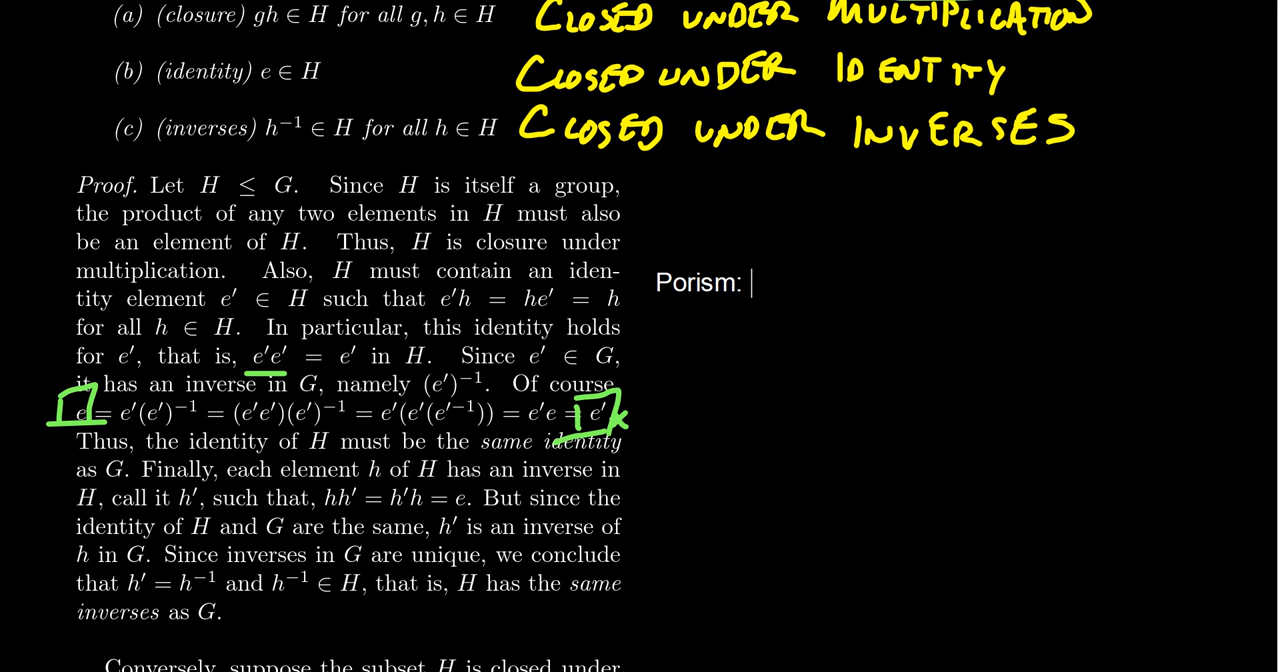 (a) (closure) gh ∈ H for all g, h ∈ H CLOSED UNDER MULTIPLICATION
(b) (identity) e ∈ H CLOSED UNDER IDENTITY
(c) (inverses) h⁻¹ ∈ H for all h ∈ H CLOSED UNDER INVERSES
Proof. Let H ≤ G. Since H is itself a group,
the product of any two elements in H must also
be an element of H. Thus, H is closure under
multiplication. Also, H must contain an iden-
tity element e′ ∈ H such that e′h = he′ = h
for all h ∈ H. In particular, this identity holds
for e′, that is, e′e′ = e′ in H. Since e′ ∈ G,
it has an inverse in G, namely (e′)⁻¹. Of course
e = e′(e′)⁻¹ = (e′e′)(e′)⁻¹ = e′(e′(e′⁻¹)) = e′e = e′.
Thus, the identity of H must be the same identity
as G. Finally, each element h of H has an inverse in
H, call it h′, such that, hh′ = h′h = e. But since the
identity of H and G are the same, h′ is an inverse of
h in G. Since inverses in G are unique, we conclude
that h′ = h⁻¹ and h⁻¹ ∈ H, that is, H has the same
inverses as G.
Conversely, suppose the subset H is closed under
Porism: